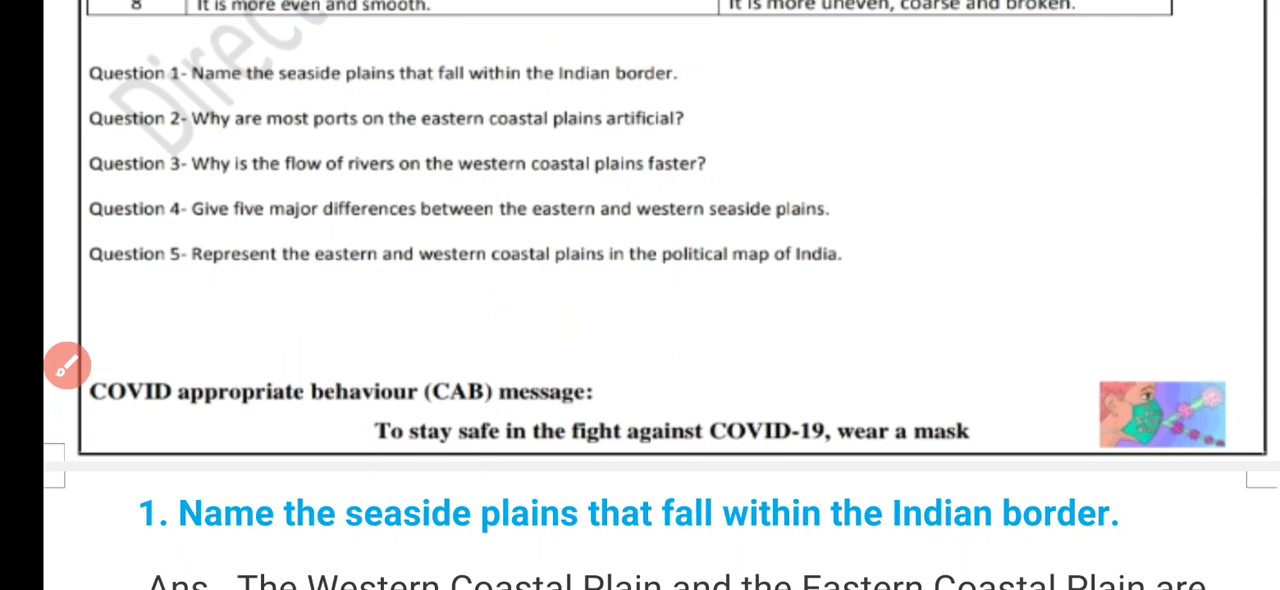 8 It is more even and smooth. It is more uneven, coarse and broken.
Direc
Question 1- Name the seaside plains that fall within the Indian border.
Question 2- Why are most ports on the eastern coastal plains artificial?
Question 3- Why is the flow of rivers on the western coastal plains faster?
Question 4- Give five major differences between the eastern and western seaside plains.
Question 5- Represent the eastern and western coastal plains in the political map of India.
COVID appropriate behaviour (CAB) message:
To stay safe in the fight against COVID-19, wear a mask
1. Name the seaside plains that fall within the Indian border.
Ans. The Western Coastal Plain and the Eastern Coastal Plain are